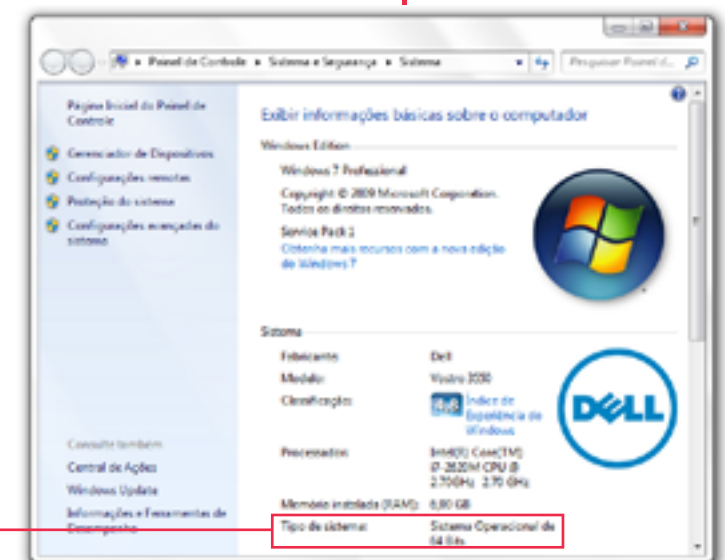 Painel de Controle ▸ Sistema e Segurança ▸ Sistema
Pesquisar Painel d...
Página Inicial do Painel de
Controle
Gerenciador de Dispositivos
Configurações remotas
Proteção do sistema
Configurações avançadas do
sistema
Consulte também
Central de Ações
Windows Update
Informações e Ferramentas de
Desempenho
Exibir informações básicas sobre o computador
Windows Edition
Windows 7 Professional
Copyright © 2009 Microsoft Corporation.
Todos os direitos reservados.
Service Pack 1
Obtenha mais recursos com a nova edição
do Windows 7
Sistema
Fabricante: Dell
Modelo: Vostro
Classificação: Índice de
Experiência do
Windows
Processador: Intel(R) Core(TM)
i7-2620M CPU @
2.70GHz 2.70 GHz
Memória instalada (RAM): 6,00 GB
Tipo de sistema: Sistema Operacional de
64 Bits
DELL